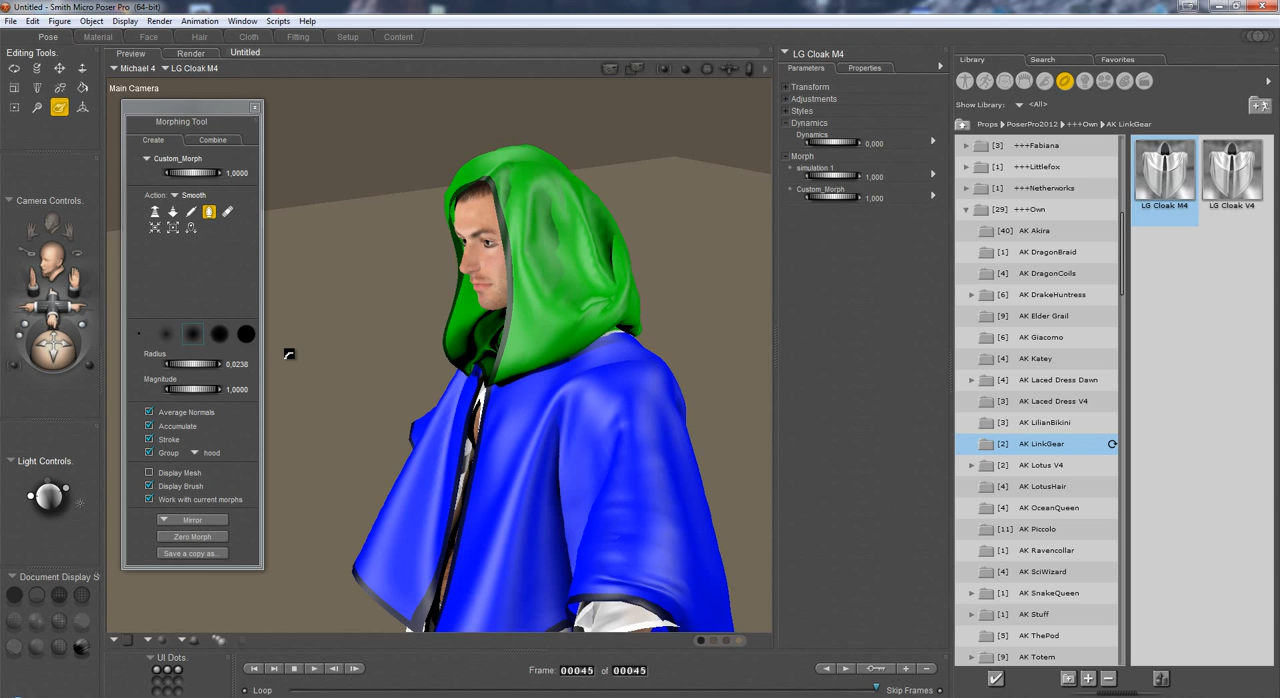 Untitled - Smith Micro Poser Pro (64-bit)
File Edit Figure Object Display Render Animation Window Scripts Help
Pose Material Face Hair Cloth Fitting Setup Content
Editing Tools.
Preview Render Untitled
Michael 4 LG Cloak M4
Main Camera
Morphing Tool
Create Combine
Custom_Morph
1,0000
Action: Smooth
Radius
0,0238
Magnitude
1,0000
Average Normals
Accumulate
Stroke
Group hood
Display Mesh
Display Brush
Work with current morphs
Mirror
Zero Morph
Save a copy as...
Camera Controls.
Light Controls.
Document Display S
UI Dots.
Frame: 00045 of 00045
Loop
Skip Frames
LG Cloak M4
Parameters Properties
Transform
Adjustments
Styles
Dynamics
Dynamics
0,000
Morph
simulation 1
1,000
Custom_Morph
1,000
Library Search Favorites
Show Library: <All>
Props PoserPro2012 +++Own AK LinkGear
[3] +++Fabiana
[1] +++Littlefox
[1] +++Netherworks
[29] +++Own
[40] AK Akira
[1] AK DragonBraid
[4] AK DragonCoils
[6] AK DrakeHuntress
[9] AK Elder Grail
[6] AK Giacomo
[4] AK Katey
[4] AK Laced Dress Dawn
[3] AK Laced Dress V4
[3] AK LilianBikini
[2] AK LinkGear
[2] AK Lotus V4
[4] AK LotusHair
[4] AK OceanQueen
[11] AK Piccolo
[1] AK Ravencollar
[4] AK SciWizard
[1] AK SnakeQueen
[1] AK Stuff
[5] AK ThePod
[9] AK Totem
LG Cloak M4
LG Cloak V4